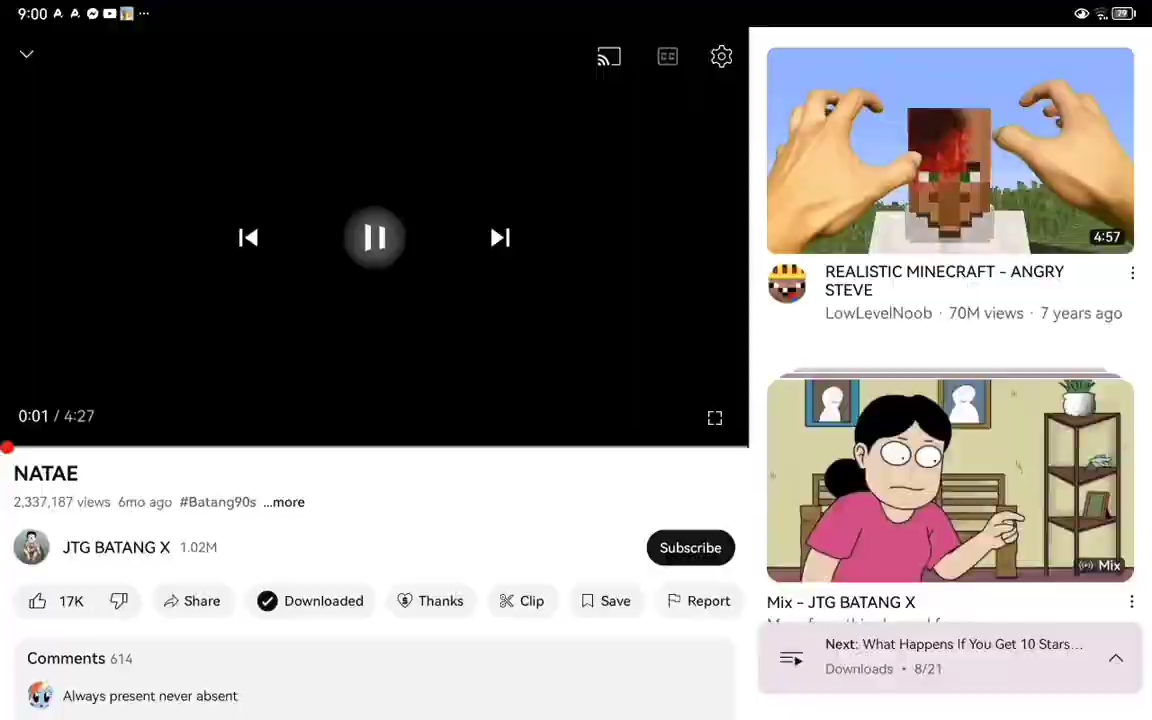 9:00
29
CC
0:01 / 4:27
NATAE
2,337,187 views 6mo ago #Batang90s ...more
JTG BATANG X 1.02M
Subscribe
17K
Share
Downloaded
Thanks
Clip
Save
Report
Comments 614
Always present never absent
4:57
REALISTIC MINECRAFT - ANGRY
STEVE
LowLevelNoob · 70M views · 7 years ago
Mix
Mix - JTG BATANG X
Next: What Happens If You Get 10 Stars...
Downloads • 8/21